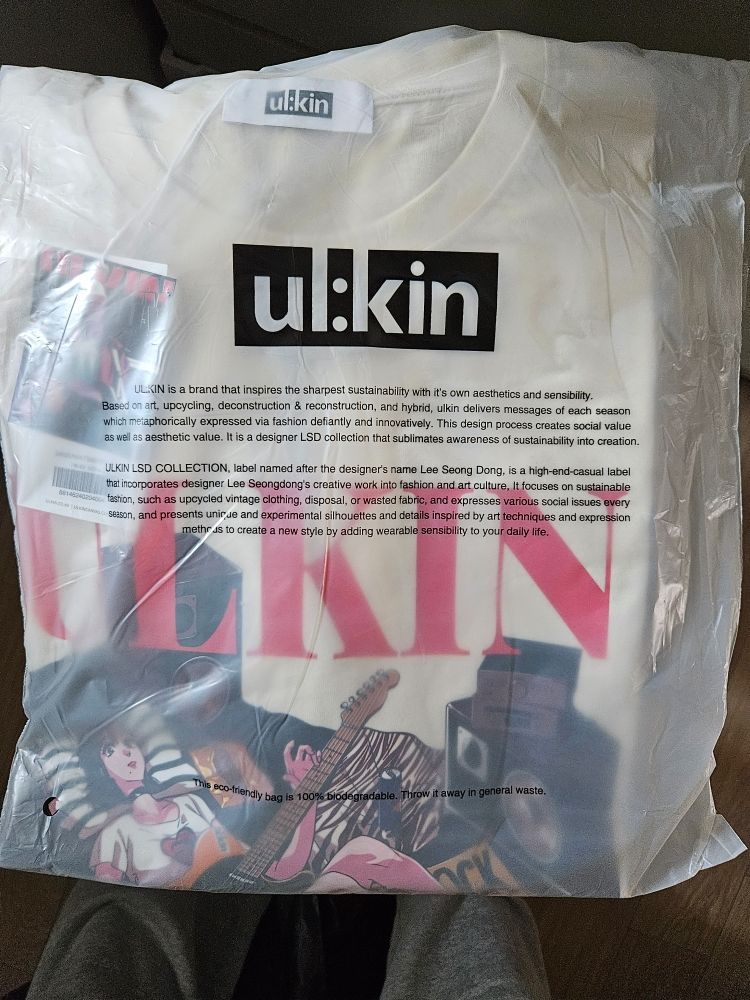 ul:kin
ul:kin
UL:KIN is a brand that inspires the sharpest sustainability with it's own aesthetics and sensibility.
Based on art, upcycling, deconstruction & reconstruction, and hybrid, ulkin delivers messages of each season
which metaphorically expressed via fashion defiantly and innovatively. This design process creates social value
as well as aesthetic value. It is a designer LSD collection that sublimates awareness of sustainability into creation.
ULKIN LSD COLLECTION, label named after the designer's name Lee Seong Dong, is a high-end-casual label
that incorporates designer Lee Seongdong's creative work into fashion and art culture, It focuses on sustainable
fashion, such as upcycled vintage clothing, disposal, or wasted fabric, and expresses various social issues every
season, and presents unique and experimental silhouettes and details inspired by art techniques and expression
methods to create a new style by adding wearable sensibility to your daily life.
ULKIN
This eco-friendly bag is 100% biodegradable. Throw it away in general waste.